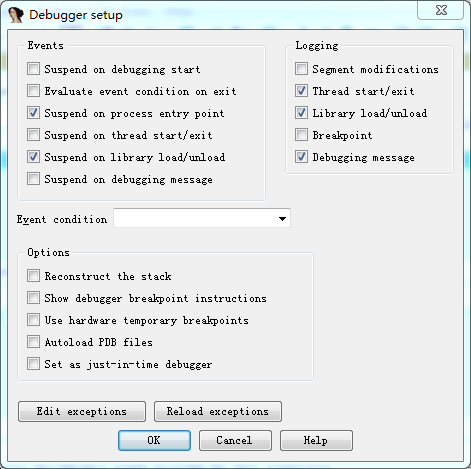 Debugger setup
Events
Suspend on debugging start
Evaluate event condition on exit
Suspend on process entry point
Suspend on thread start/exit
Suspend on library load/unload
Suspend on debugging message
Logging
Segment modifications
Thread start/exit
Library load/unload
Breakpoint
Debugging message
Event condition
Options
Reconstruct the stack
Show debugger breakpoint instructions
Use hardware temporary breakpoints
Autoload PDB files
Set as just-in-time debugger
Edit exceptions
Reload exceptions
OK
Cancel
Help